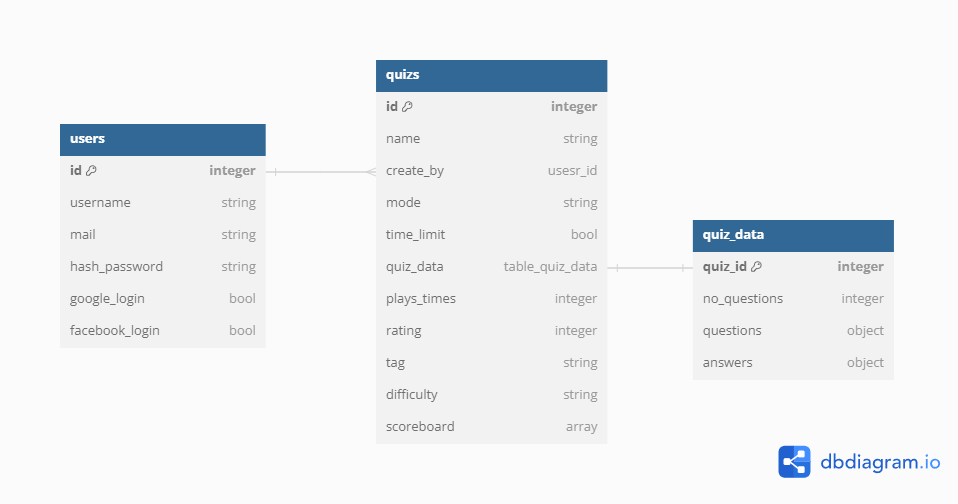 users
id integer
username string
mail string
hash_password string
google_login bool
facebook_login bool
quizs
id integer
name string
create_by usesr_id
mode string
time_limit bool
quiz_data table_quiz_data
plays_times integer
rating integer
tag string
difficulty string
scoreboard array
quiz_data
quiz_id integer
no_questions integer
questions object
answers object
dbdiagram.io